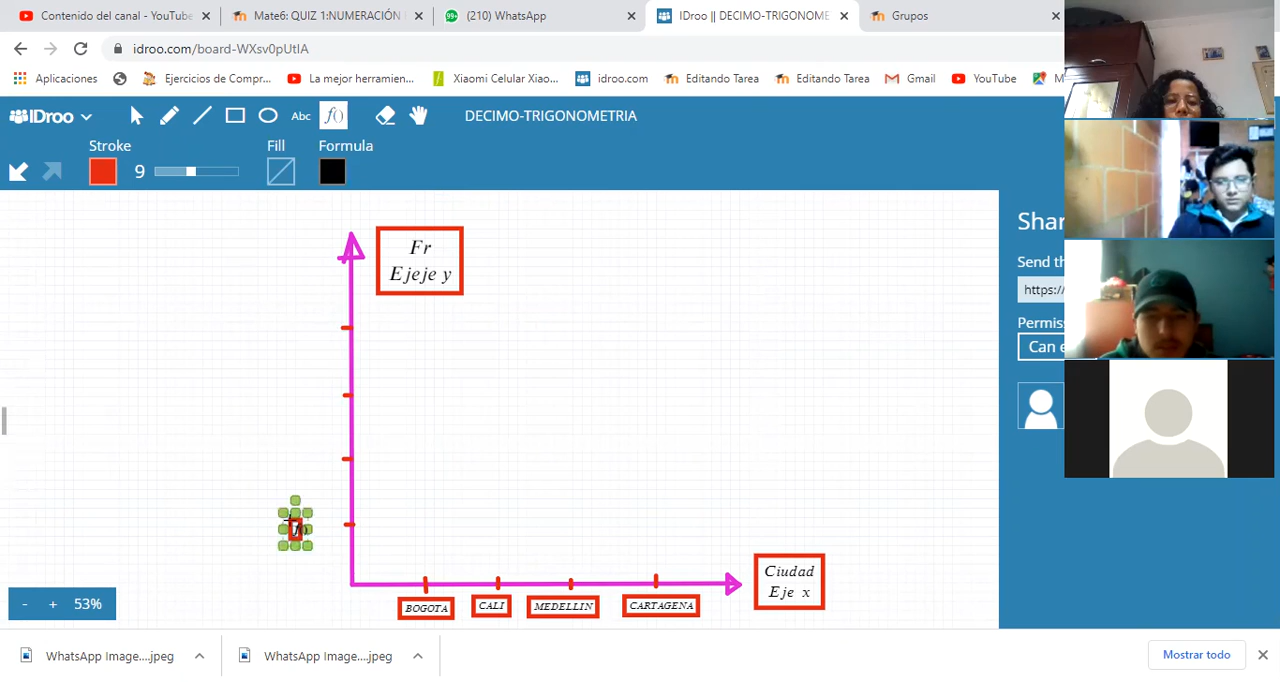 Contenido del canal - YouTube
Mate6: QUIZ 1:NUMERACIÓN
(210) WhatsApp
IDroo || DECIMO-TRIGONOME
Grupos
idroo.com/board-WXsv0pUtIA
Aplicaciones
Ejercicios de Compr...
La mejor herramien...
Xiaomi Celular Xiao...
idroo.com
Editando Tarea
Editando Tarea
Gmail
YouTube
M
IDroo
Abc
f()
DECIMO-TRIGONOMETRIA
Stroke
Fill
Formula
9
Shar
Send th
https://
Permis
Can e
Fr
Ejeje y
Ciudad
Eje x
BOGOTA
CALI
MEDELLIN
CARTAGENA
- + 53%
WhatsApp Image....jpeg
WhatsApp Image....jpeg
Mostrar todo